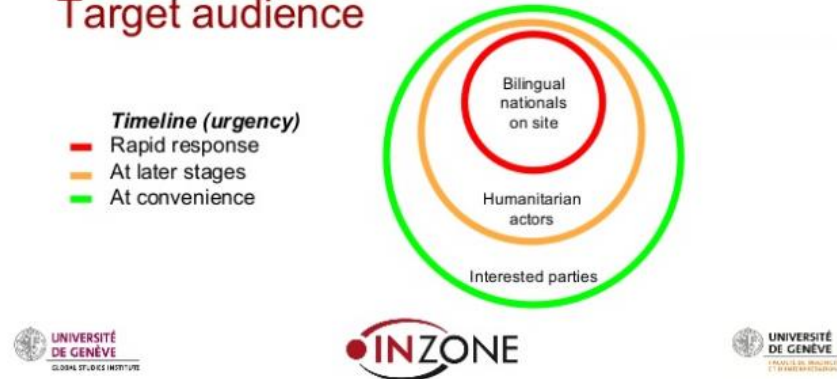 Target audience
Timeline (urgency)
Rapid response
At later stages
At convenience
Bilingual
nationals
on site
Humanitarian
actors
Interested parties
UNIVERSITÉ
DE GENÈVE
GLOBAL STUDIES INSTITUTE
INZONE
UNIVERSITÉ
DE GENÈVE